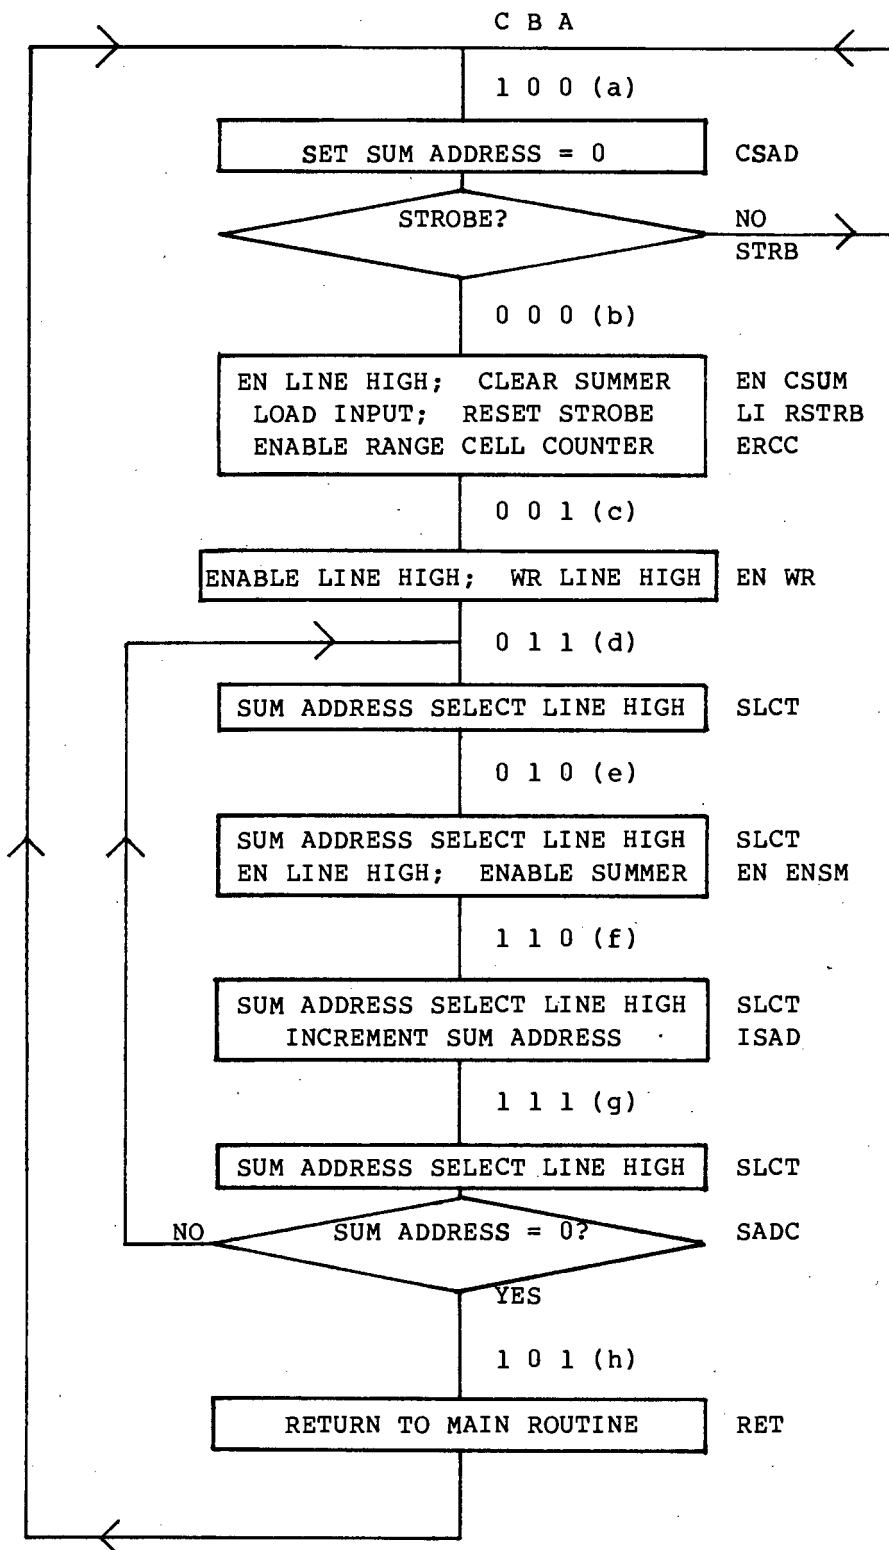 C B A
1 0 0 (a)
SET SUM ADDRESS = 0 CSAD
STROBE? NO
STRB
0 0 0 (b)
EN LINE HIGH; CLEAR SUMMER EN CSUM
LOAD INPUT; RESET STROBE LI RSTRB
ENABLE RANGE CELL COUNTER ERCC
0 0 1 (c)
ENABLE LINE HIGH; WR LINE HIGH EN WR
0 1 1 (d)
SUM ADDRESS SELECT LINE HIGH SLCT
0 1 0 (e)
SUM ADDRESS SELECT LINE HIGH SLCT
EN LINE HIGH; ENABLE SUMMER EN ENSM
1 1 0 (f)
SUM ADDRESS SELECT LINE HIGH SLCT
INCREMENT SUM ADDRESS ISAD
1 1 1 (g)
SUM ADDRESS SELECT LINE HIGH SLCT
NO SUM ADDRESS = 0? SADC
YES
1 0 1 (h)
RETURN TO MAIN ROUTINE RET